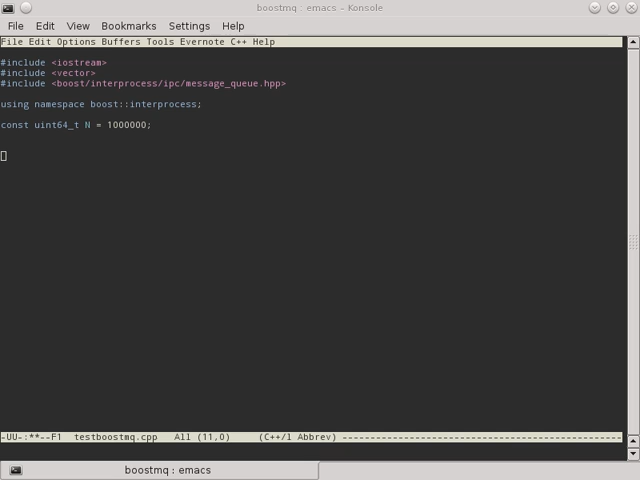 boostmq : emacs – Konsole
File Edit View Bookmarks Settings Help
File Edit Options Buffers Tools Evernote C++ Help
#include <iostream>
#include <vector>
#include <boost/interprocess/ipc/message_queue.hpp>
using namespace boost::interprocess;
const uint64_t N = 1000000;
-UU-:**--F1 testboostmq.cpp All (11,0) (C++/l Abbrev) --------------------------------------------------
boostmq : emacs